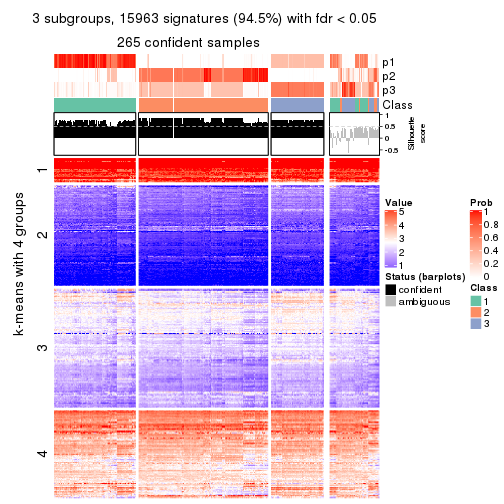 3 subgroups, 15963 signatures (94.5%) with fdr < 0.05
265 confident samples
p1
p2
p3
Class
1
0.5
0
-0.5
Silhouette
score
k-means with 4 groups
1
2
3
4
Value
5
4
3
2
1
Status (barplots)
confident
ambiguous
Prob
1
0.8
0.6
0.4
0.2
0
Class
1
2
3